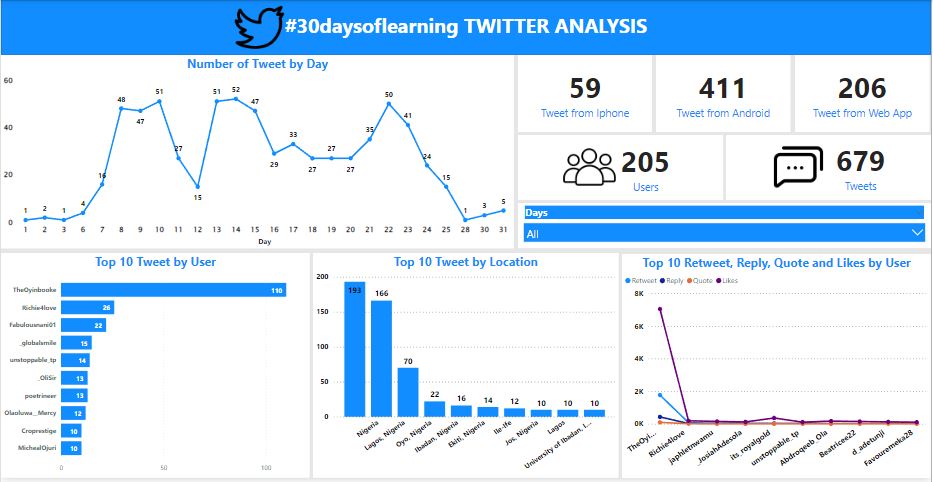 #30daysoflearning TWITTER ANALYSIS
Number of Tweet by Day
60
40
20
0
1 2 1 4 16 48 47 51 27 15 51 52 47 29 33 27 27 27 35 50 41 24 15 1 3 5
1 2 3 4 7 8 9 10 11 12 13 14 15 16 17 18 19 20 21 22 23 24 25 28 30 31
Day
59
Tweet from Iphone
411
Tweet from Android
206
Tweet from Web App
205
Users
679
Tweets
Days
All
Top 10 Tweet by User
TheOyinbooke 110
Richie4love 26
Fabulousnani01 22
_globalsmile 15
unstoppable_tp 14
_OliSir 13
poetrineer 13
Olaoluwa__Mercy 12
Croprestige 10
MichealOjuri 10
0 100
Top 10 Tweet by Location
200
150
100
50
0
193 166 70 22 16 14 12 10 10 10
Nigeria
Lagos, Nigeria
Oyo, Nigeria
Ibadan, Nigeria
Ekiti, Nigeria
Ile Ife
Jos, Nigeria
Lagos
University of Ibadan, I...
Top 10 Retweet, Reply, Quote and Likes by User
Retweet Reply Quote Likes
8K
6K
4K
2K
0K
TheOyi...
Richie4love
japhletnwamu
_JosiahAdesola
its_royalgold
unstoppable_tp
Abdroqeeb_Ola
Beatricee22
d_adetunji
Favouremeka28